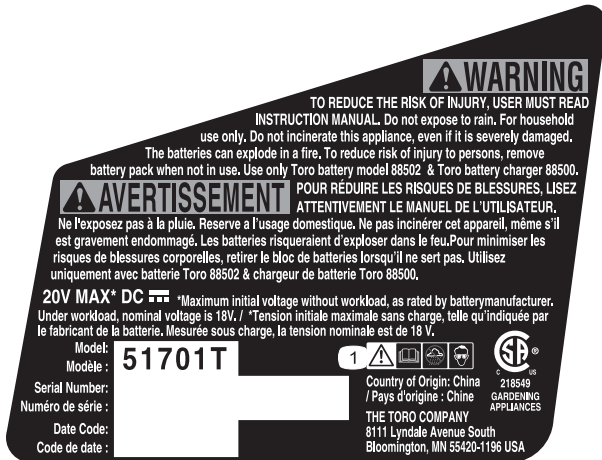 WARNING
TO REDUCE THE RISK OF INJURY, USER MUST READ
INSTRUCTION MANUAL. Do not expose to rain. For household
use only. Do not incinerate this appliance, even if it is severely damaged.
The batteries can explode in a fire. To reduce risk of injury to persons, remove
battery pack when not in use. Use only Toro battery model 88502 & Toro battery charger 88500.
AVERTISSEMENT
POUR RÉDUIRE LES RISQUES DE BLESSURES, LISEZ
ATTENTIVEMENT LE MANUEL DE L'UTILISATEUR.
Ne l'exposez pas à la pluie. Reserve a l'usage domestique. Ne pas incinérer cet appareil, même s'il
est gravement endommagé. Les batteries risqueraient d'exploser dans le feu.Pour minimiser les
risques de blessures corporelles, retirer le bloc de batteries lorsqu'il ne sert pas. Utilisez
uniquement avec batterie Toro 88502 & chargeur de batterie Toro 88500.
20V MAX* DC *Maximum initial voltage without workload, as rated by batterymanufacturer.
Under workload, nominal voltage is 18V. / *Tension initiale maximale sans charge, telle qu'indiquée par
le fabricant de la batterie. Mesurée sous charge, la tension nominale est de 18 V.
Model:
Modèle :
51701T
Serial Number:
Numéro de série :
Date Code:
Code de date :
1
Country of Origin: China
/ Pays d'origine : Chine
THE TORO COMPANY
8111 Lyndale Avenue South
Bloomington, MN 55420-1196 USA
SA ®
C US
218549
GARDENING
APPLIANCES